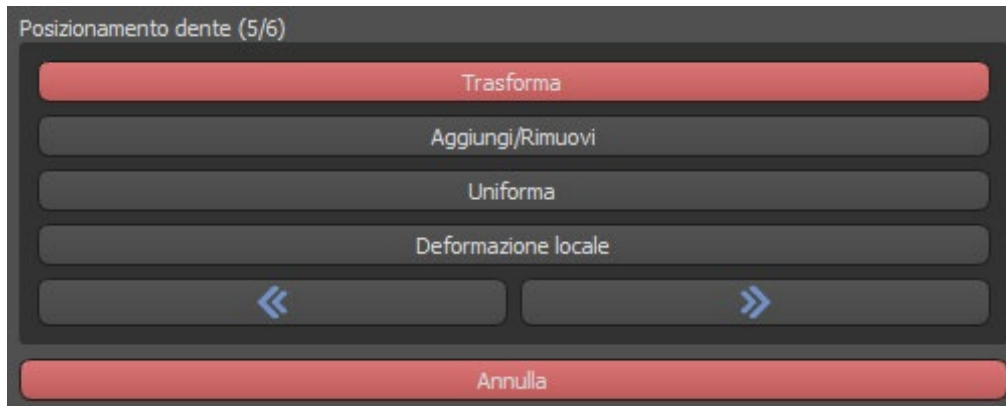 Posizionamento dente (5/6)
Trasforma
Aggiungi/Rimuovi
Uniforma
Deformazione locale
Annulla